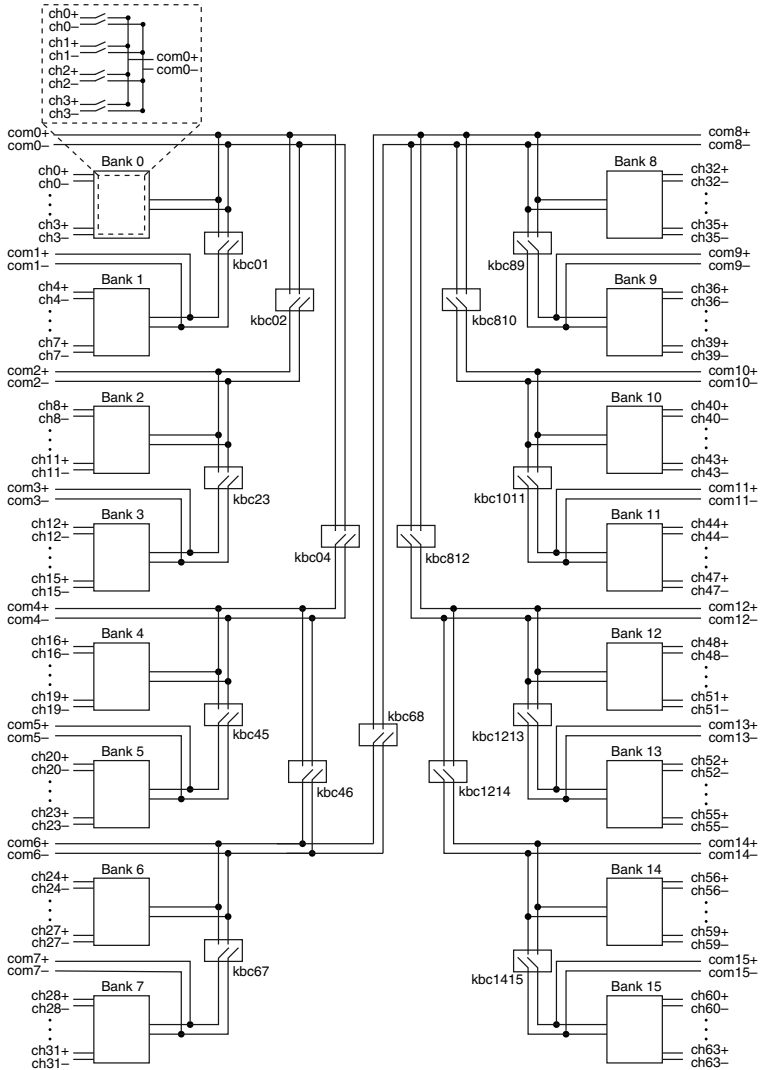 ch0+
ch0–
ch1+
ch1–
ch2+
ch2–
ch3+
ch3–
com0+
com0–
com0+
com0–
Bank 0
ch0+
ch0–
ch3+
ch3–
kbc01
com1+
com1–
Bank 1
ch4+
ch4–
ch7+
ch7–
kbc02
com2+
com2–
Bank 2
ch8+
ch8–
ch11+
ch11–
kbc23
com3+
com3–
Bank 3
ch12+
ch12–
ch15+
ch15–
kbc04
com4+
com4–
Bank 4
ch16+
ch16–
ch19+
ch19–
kbc45
com5+
com5–
Bank 5
ch20+
ch20–
ch23+
ch23–
kbc46
kbc68
com6+
com6–
Bank 6
ch24+
ch24–
ch27+
ch27–
kbc67
com7+
com7–
Bank 7
ch28+
ch28–
ch31+
ch31–
com8+
com8–
Bank 8
ch32+
ch32–
ch35+
ch35–
kbc89
com9+
com9–
Bank 9
ch36+
ch36–
ch39+
ch39–
kbc810
com10+
com10–
Bank 10
ch40+
ch40–
ch43+
ch43–
kbc1011
com11+
com11–
Bank 11
ch44+
ch44–
ch47+
ch47–
kbc812
com12+
com12–
Bank 12
ch48+
ch48–
ch51+
ch51–
kbc1213
com13+
com13–
Bank 13
ch52+
ch52–
ch55+
ch55–
kbc1214
com14+
com14–
Bank 14
ch56+
ch56–
ch59+
ch59–
kbc1415
com15+
com15–
Bank 15
ch60+
ch60–
ch63+
ch63–